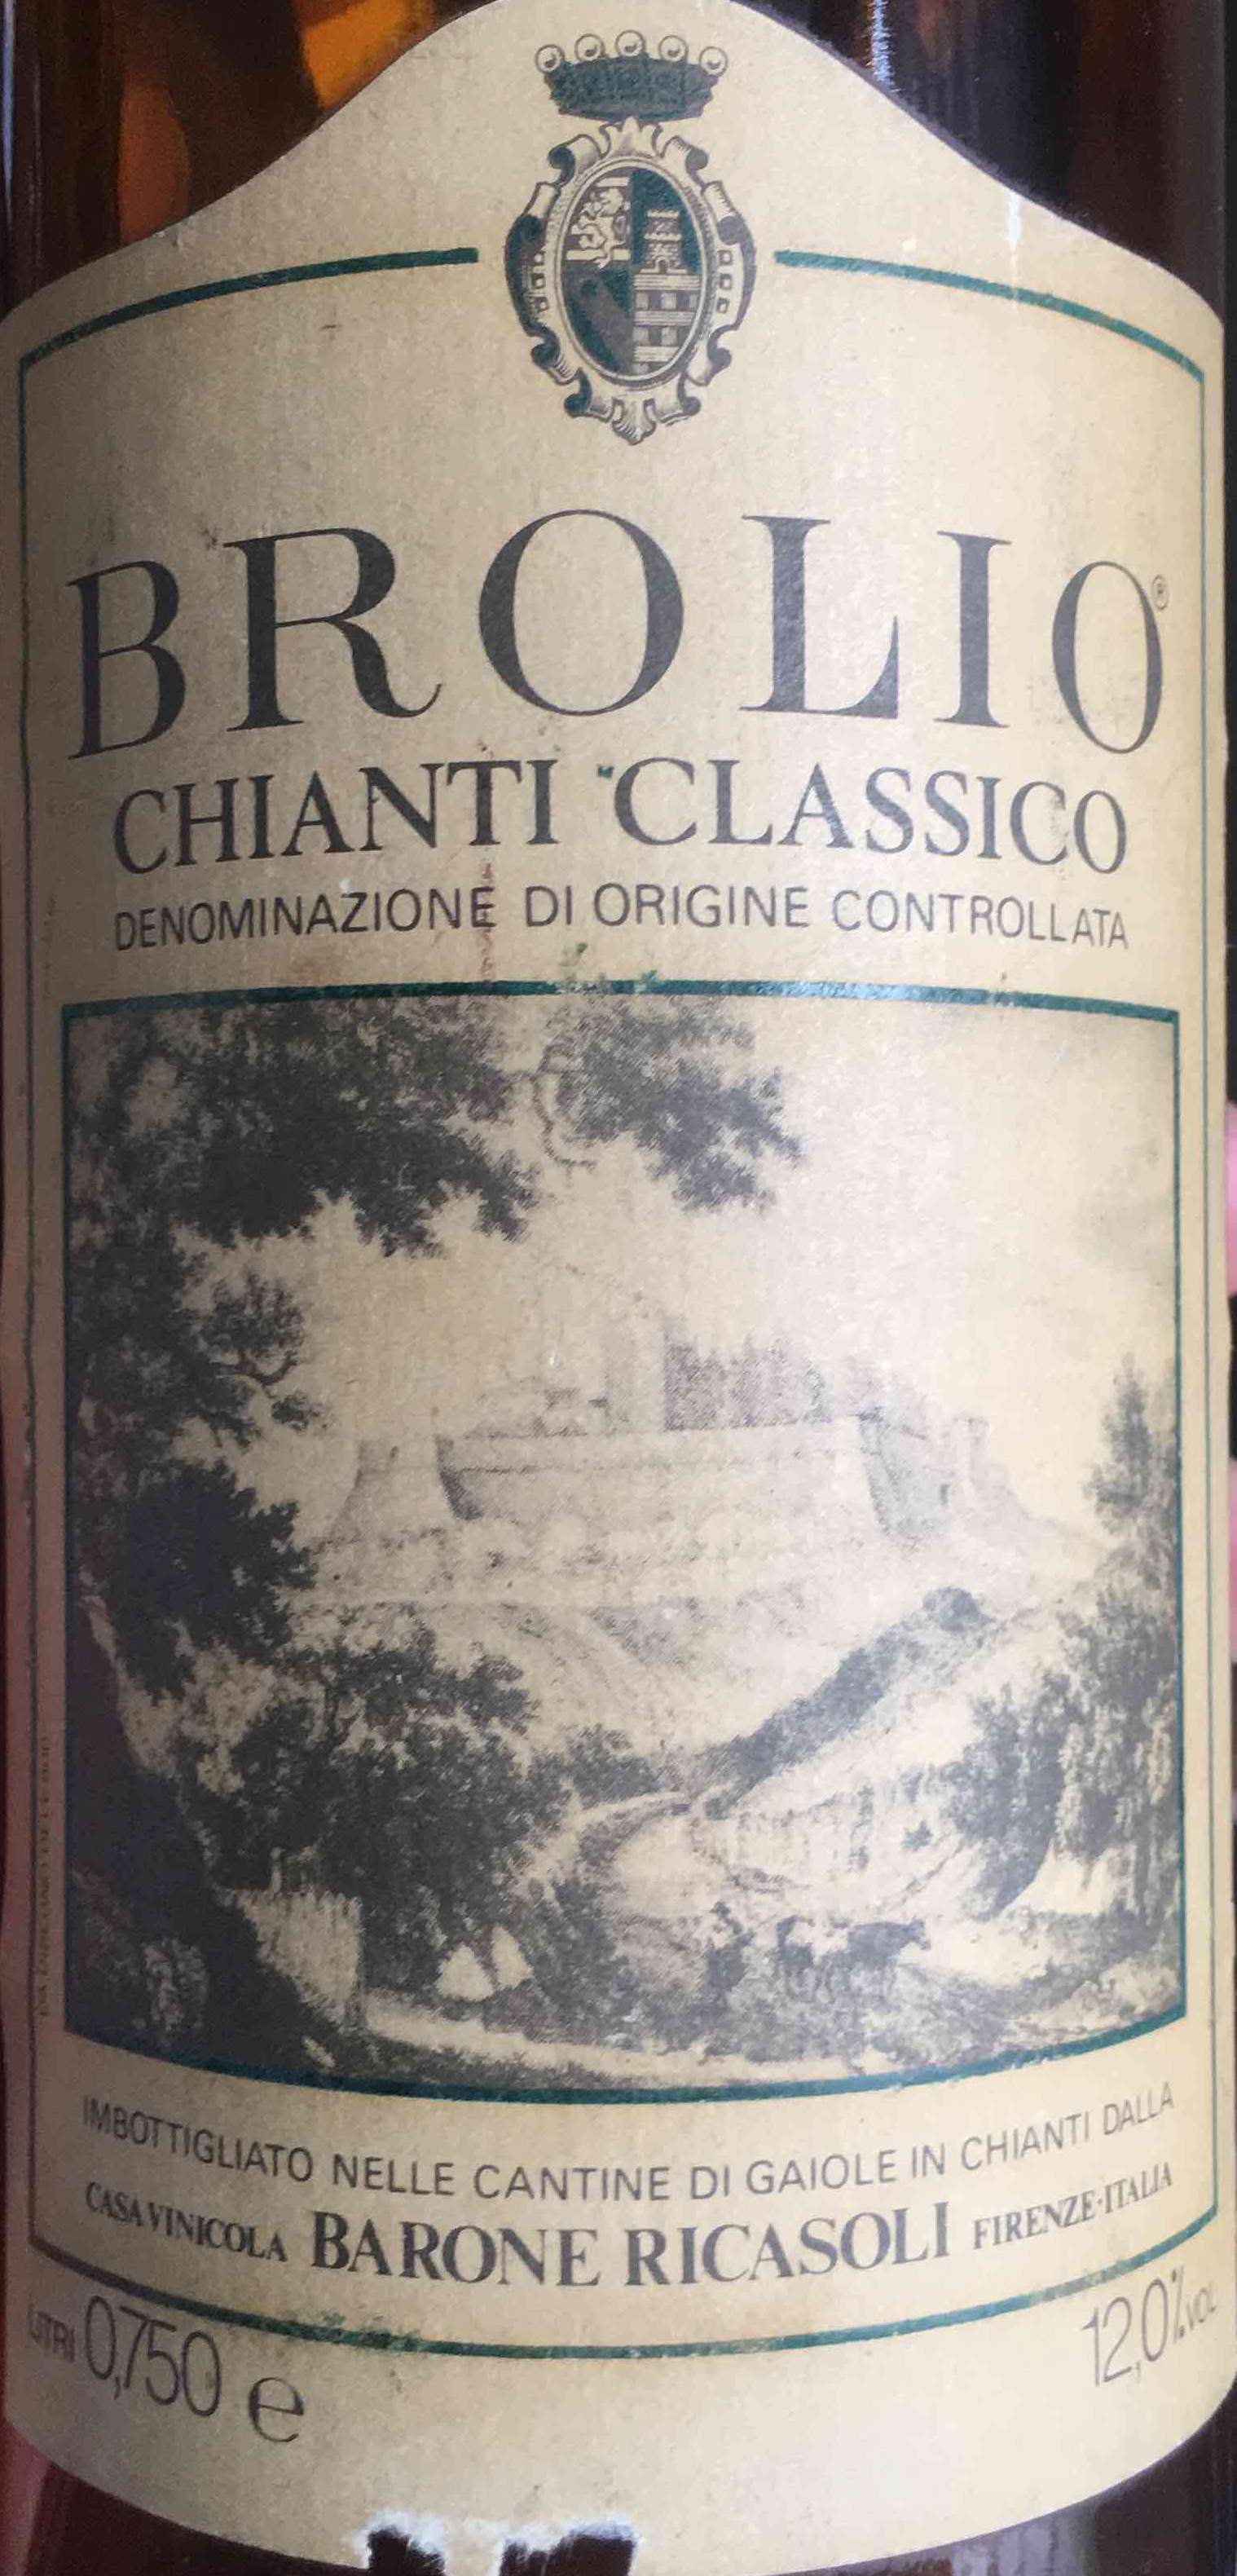 BROLIO®
CHIANTI CLASSICO
DENOMINAZIONE DI ORIGINE CONTROLLATA
IMBOTTIGLIATO NELLE CANTINE DI GAIOLE IN CHIANTI DALLA
CASA VINICOLA BARONE RICASOLI FIRENZE·ITALIA
LITRI 0,750 e
12,0% VOL